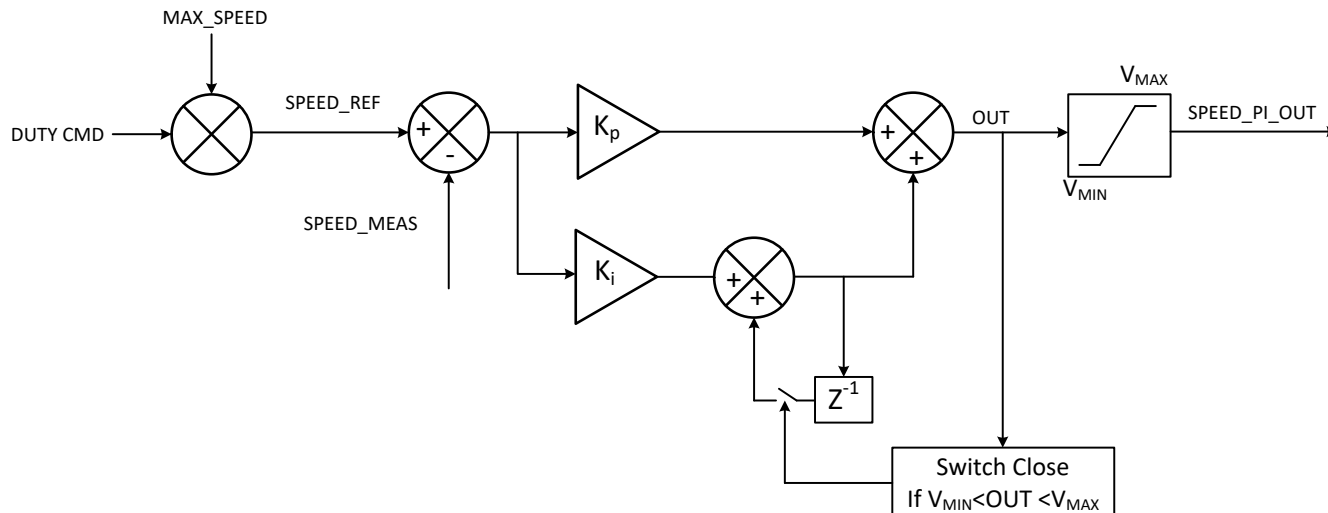 MAX_SPEED
DUTY CMD
SPEED_REF
+
-
SPEED_MEAS
Kp
Ki
+
+
+
+
OUT
VMAX
VMIN
SPEED_PI_OUT
Z-1
Switch Close
If VMIN<OUT <VMAX